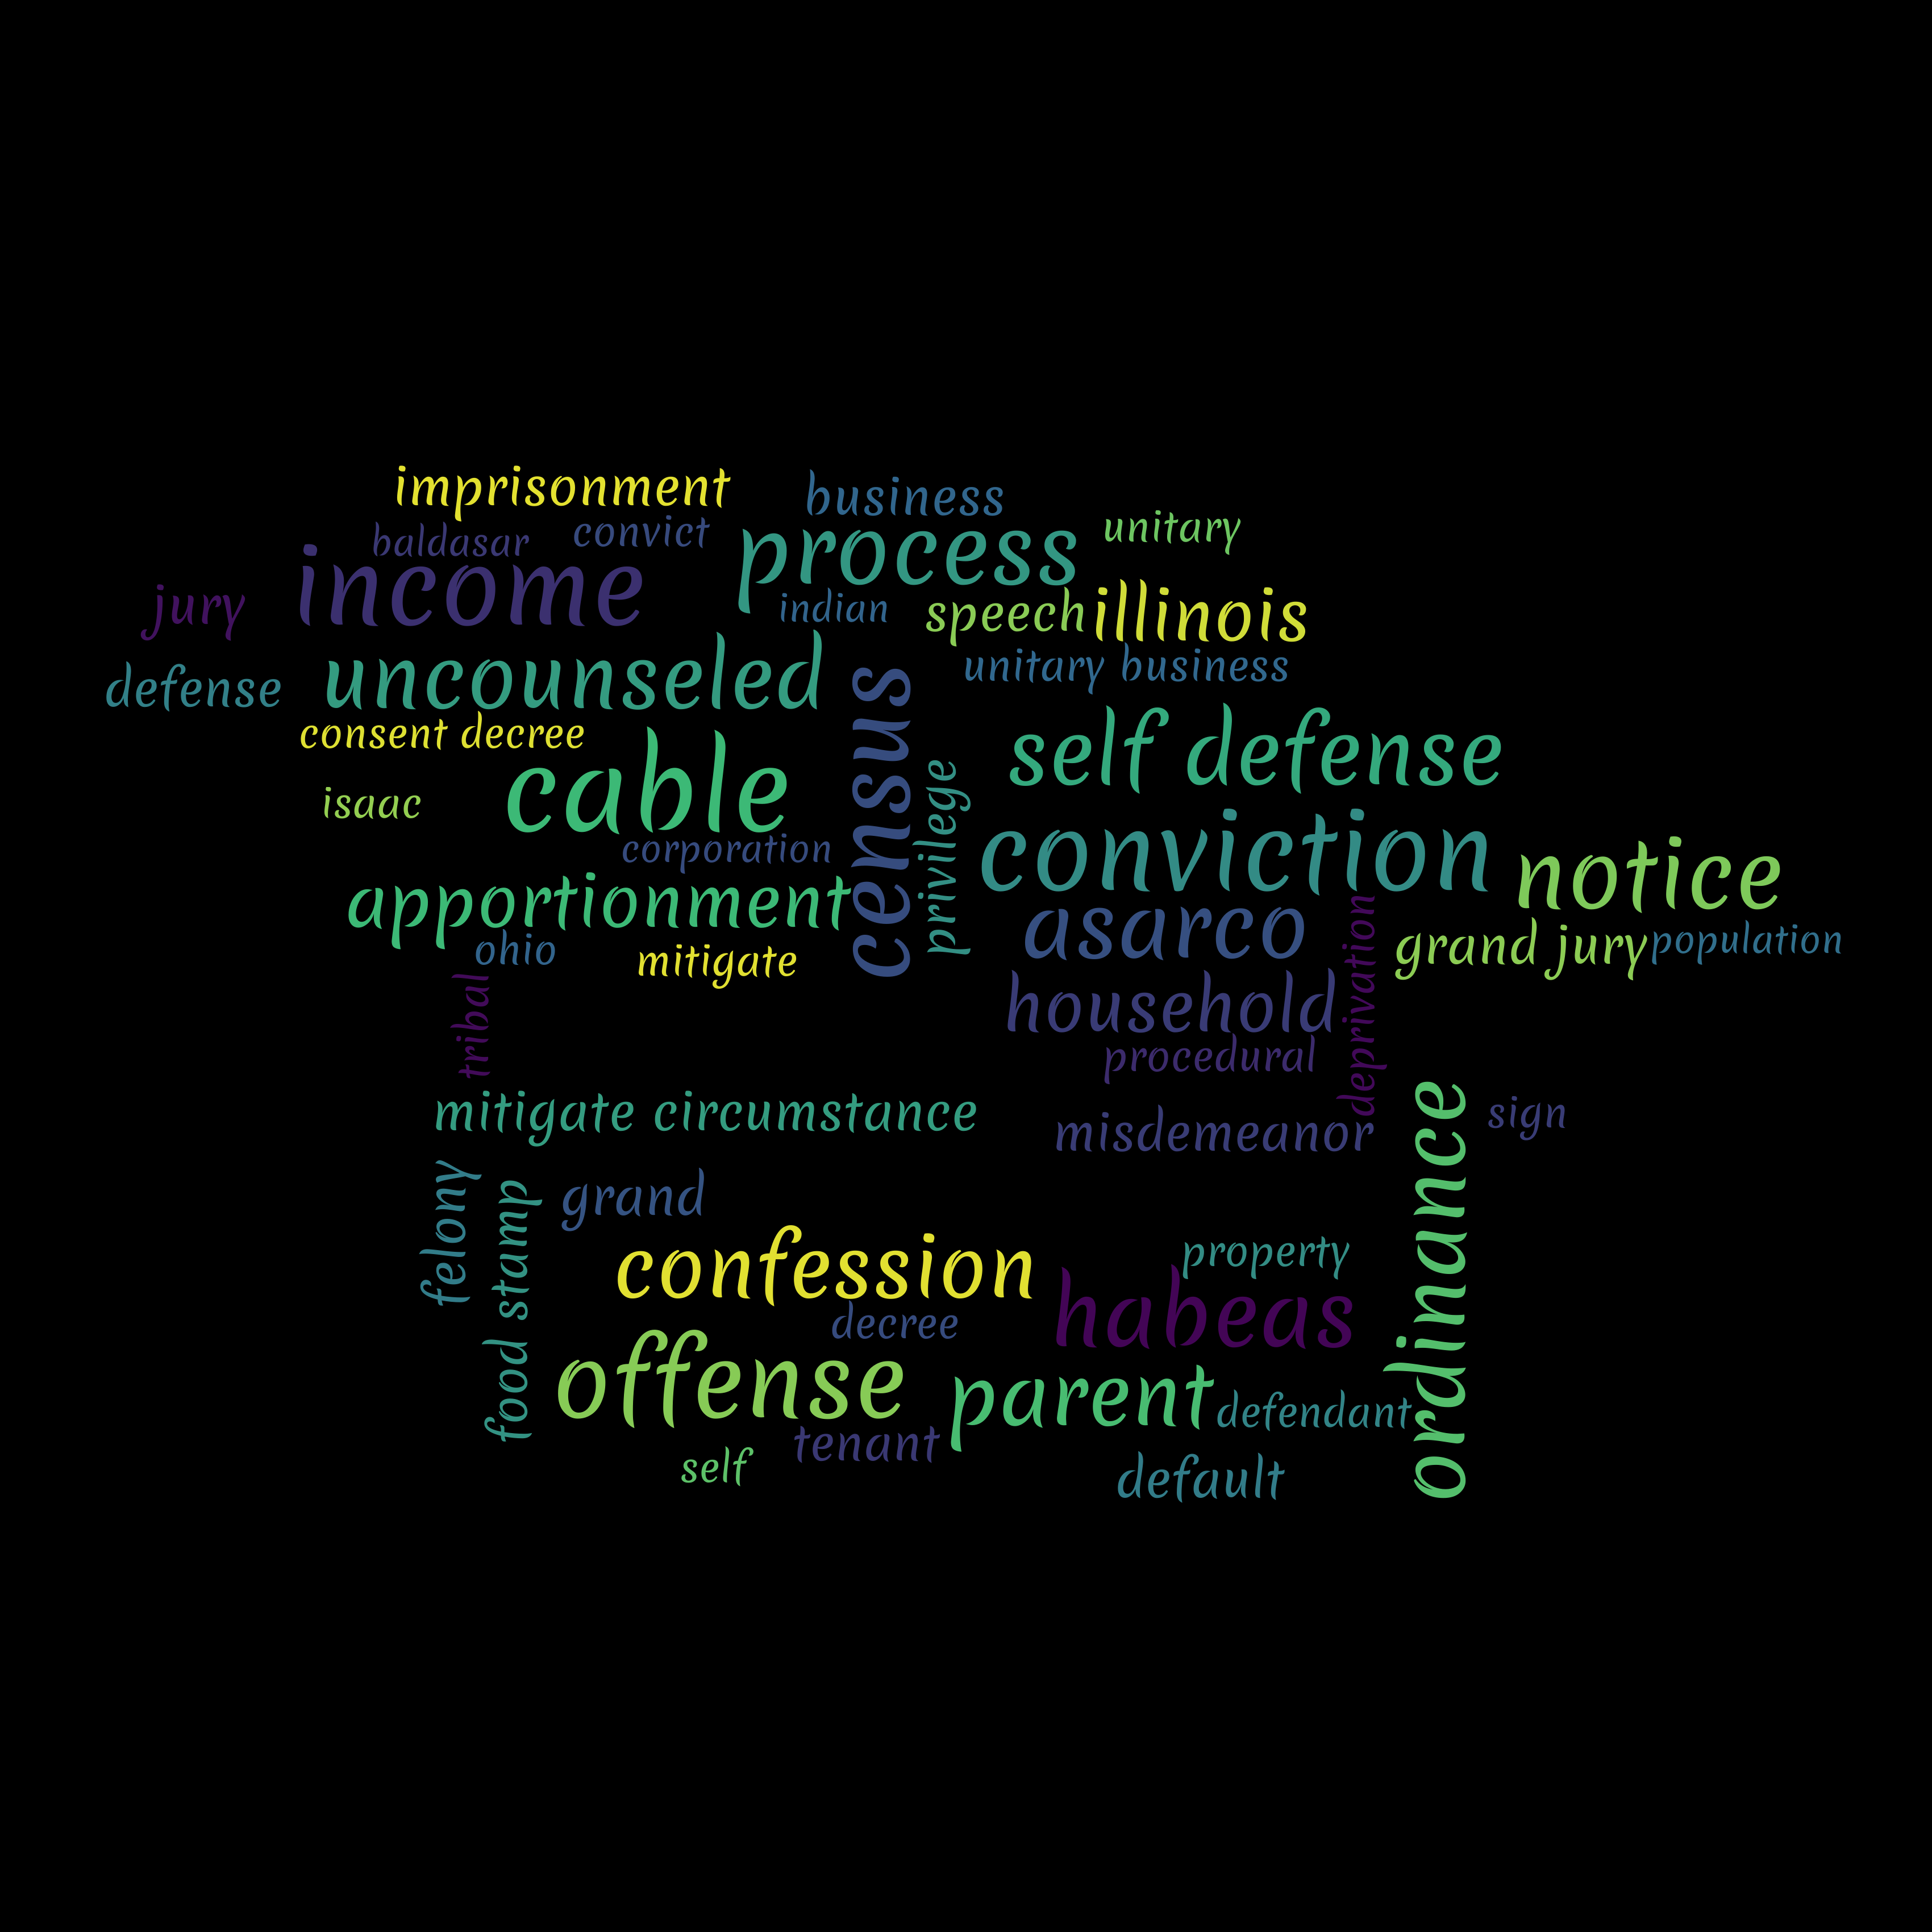 imprisonment
business
baldasar
convict
process
unitary
income
jury
indian
speech
illinois
defense
uncounseled
unitary business
consent decree
census
self defense
cable
privilege
isaac
corporation
conviction
notice
apportionment
asarco
deprivation
grand jury
population
ohio
mitigate
tribal
household
procedural
mitigate circumstance
misdemeanor
sign
ordinance
felony
food stamp
grand
confession
property
habeas
decree
offense
parent
defendant
tenant
self
default